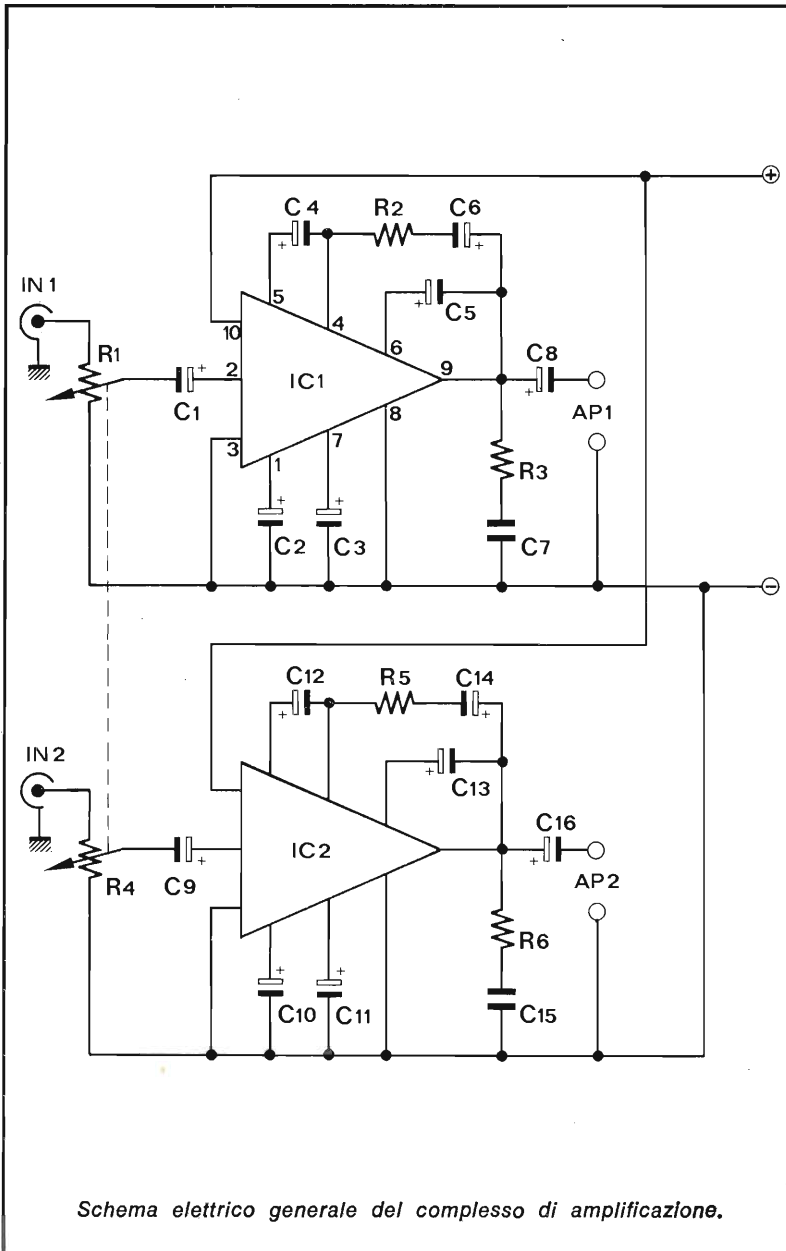 +
C4 R2 C6
+ +
IN1 5 4 C5
+ 6
R1 10 C8
+ 2 IC1 9
C1 + AP1
3 8
1 7 R3
+ +
C2 C3 C7
-
C12 R5 C14
+ +
IN2 + C13
C16
+ IC2
C9 + AP2
R4
R6
+ +
C10 C11 C15
Schema elettrico generale del complesso di amplificazione.